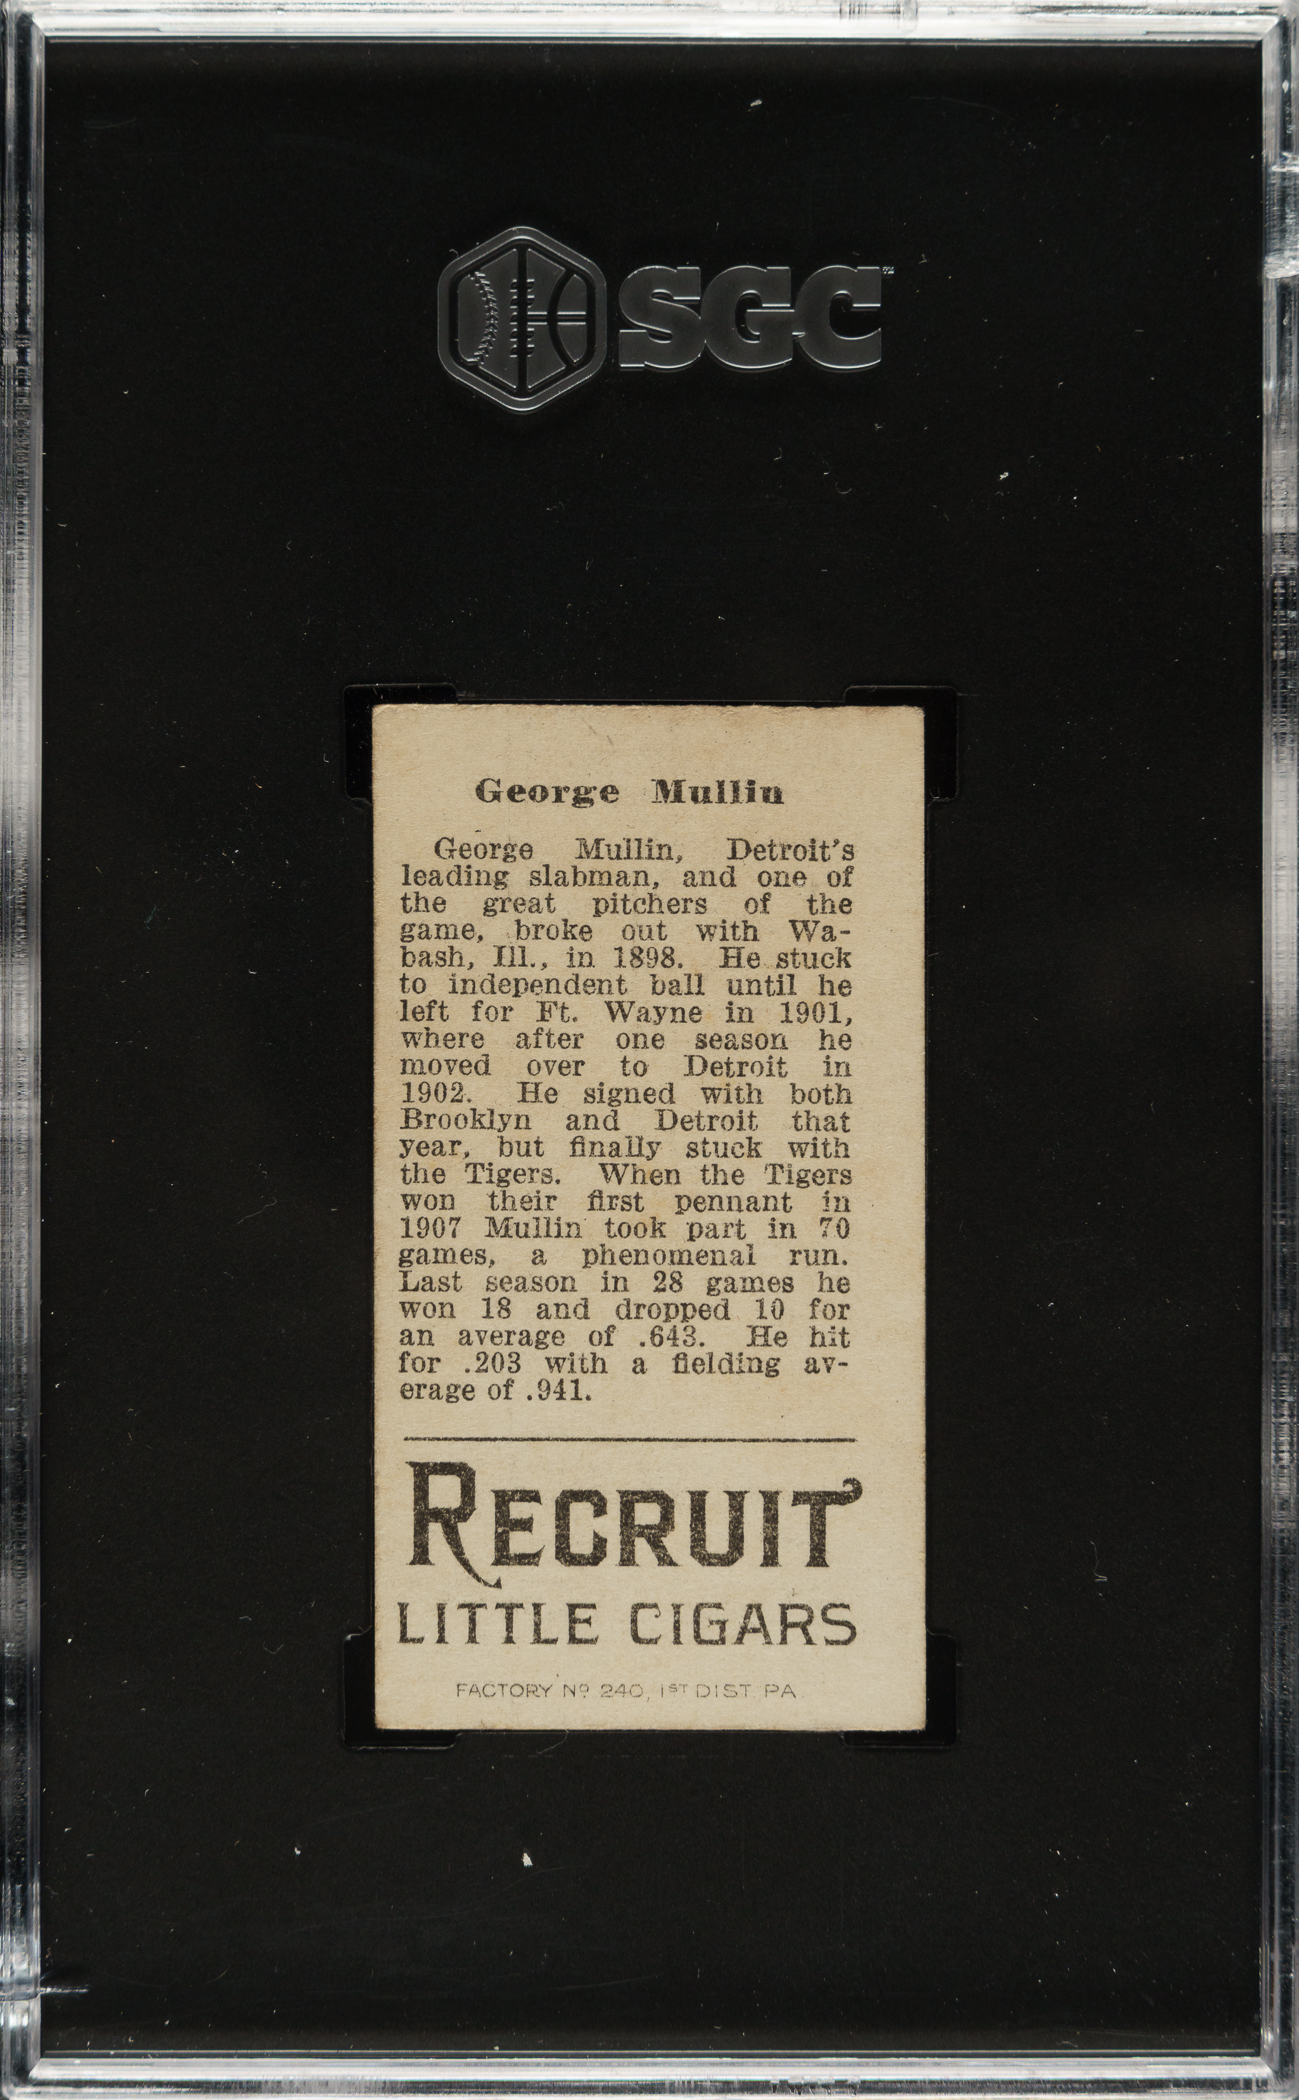 SGC™
George Mullin
George Mullin, Detroit's
leading slabman, and one of
the great pitchers of the
game, broke out with Wa-
bash, Ill., in 1898. He stuck
to independent ball until he
left for Ft. Wayne in 1901,
where after one season he
moved over to Detroit in
1902. He signed with both
Brooklyn and Detroit that
year, but finally stuck with
the Tigers. When the Tigers
won their first pennant in
1907 Mullin took part in 70
games, a phenomenal run.
Last season in 28 games he
won 18 and dropped 10 for
an average of .643. He hit
for .203 with a fielding av-
erage of .941.
RECRUIT
LITTLE CIGARS
FACTORY Nº 240, 1ST DIST. PA